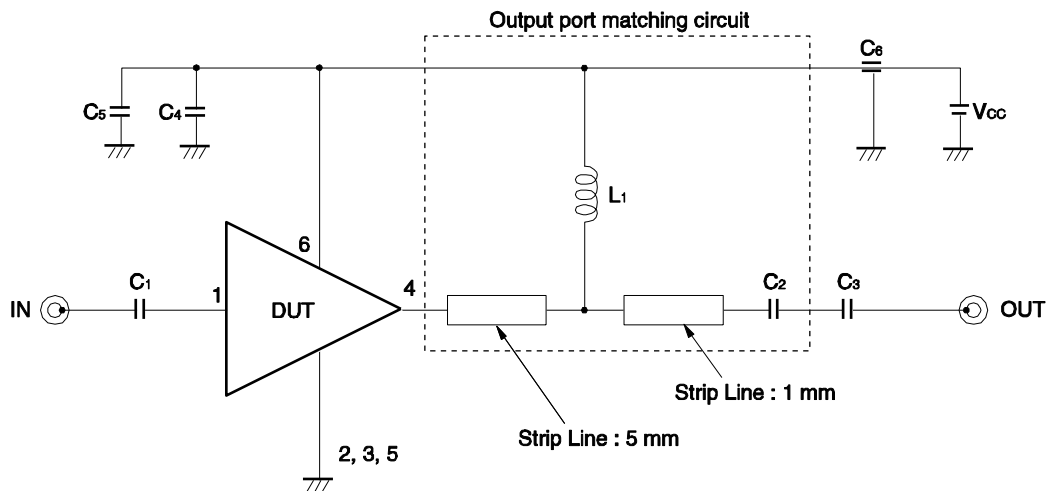 Output port matching circuit
C6
C5
C4
VCC
L1
6
IN
C1
1
DUT
4
C2
C3
OUT
Strip Line : 1 mm
Strip Line : 5 mm
2, 3, 5